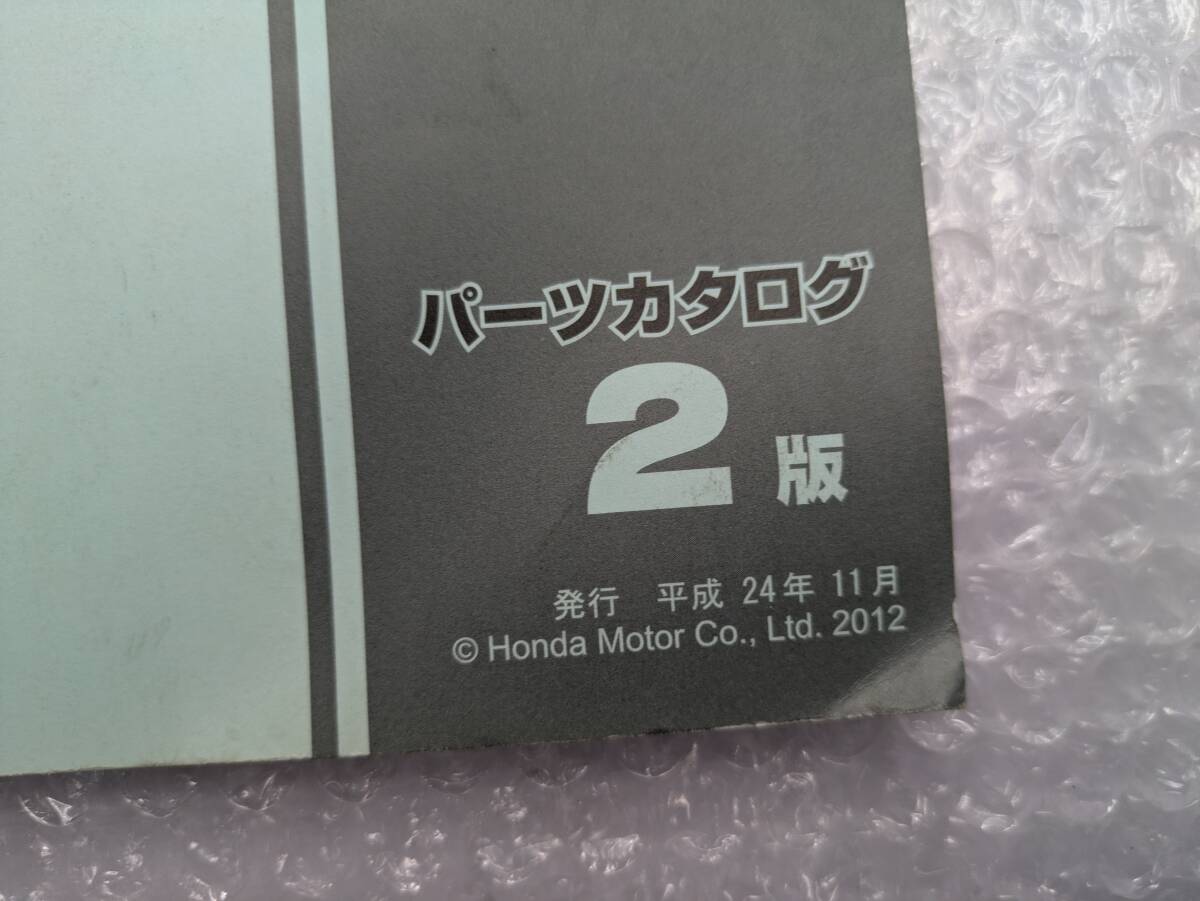 パーツカタログ
2版
発行 平成 24年 11月
© Honda Motor Co., Ltd. 2012